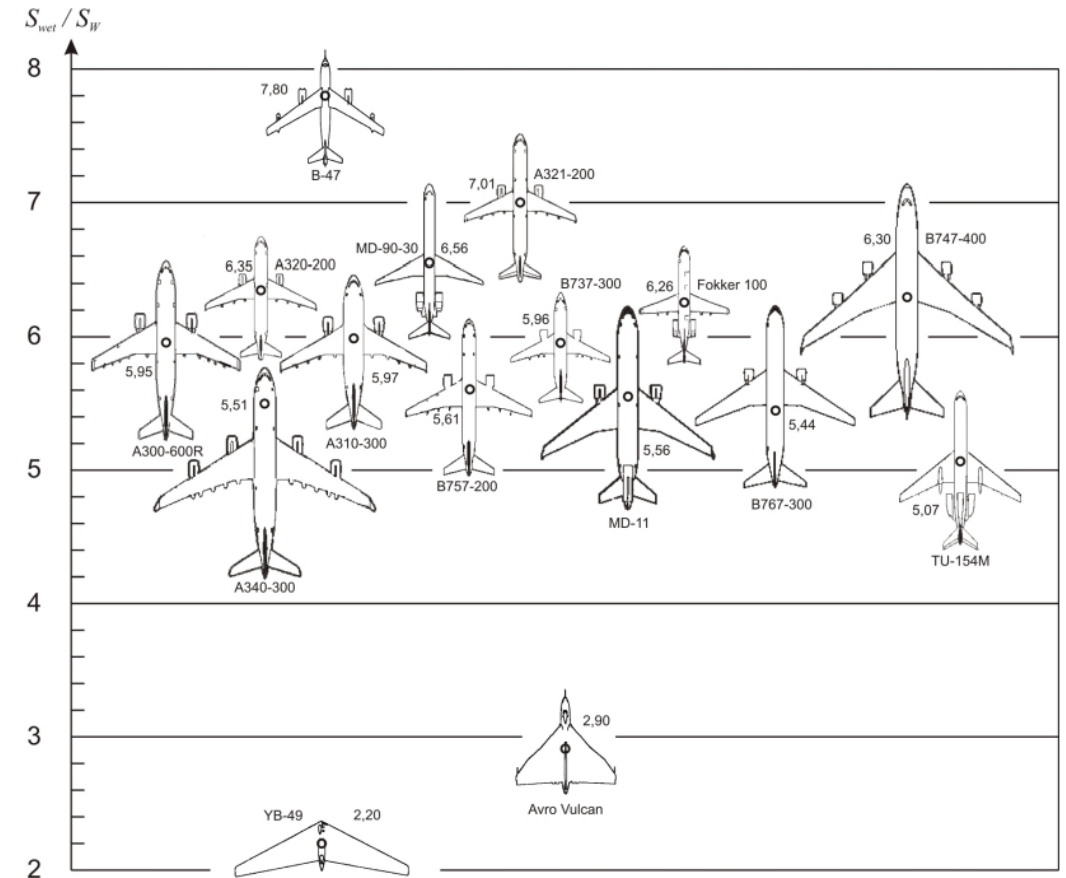 S_wet / S_W
8
7,80
B-47
7,01
A321-200
7
MD-90-30
6,56
6,30
B747-400
6,35
A320-200
B737-300
6,26
Fokker 100
5,96
6
5,95
5,97
5,51
5,61
5,56
5,44
A300-600R
A310-300
5
B757-200
MD-11
B767-300
5,07
TU-154M
A340-300
4
2,90
3
Avro Vulcan
YB-49
2,20
2